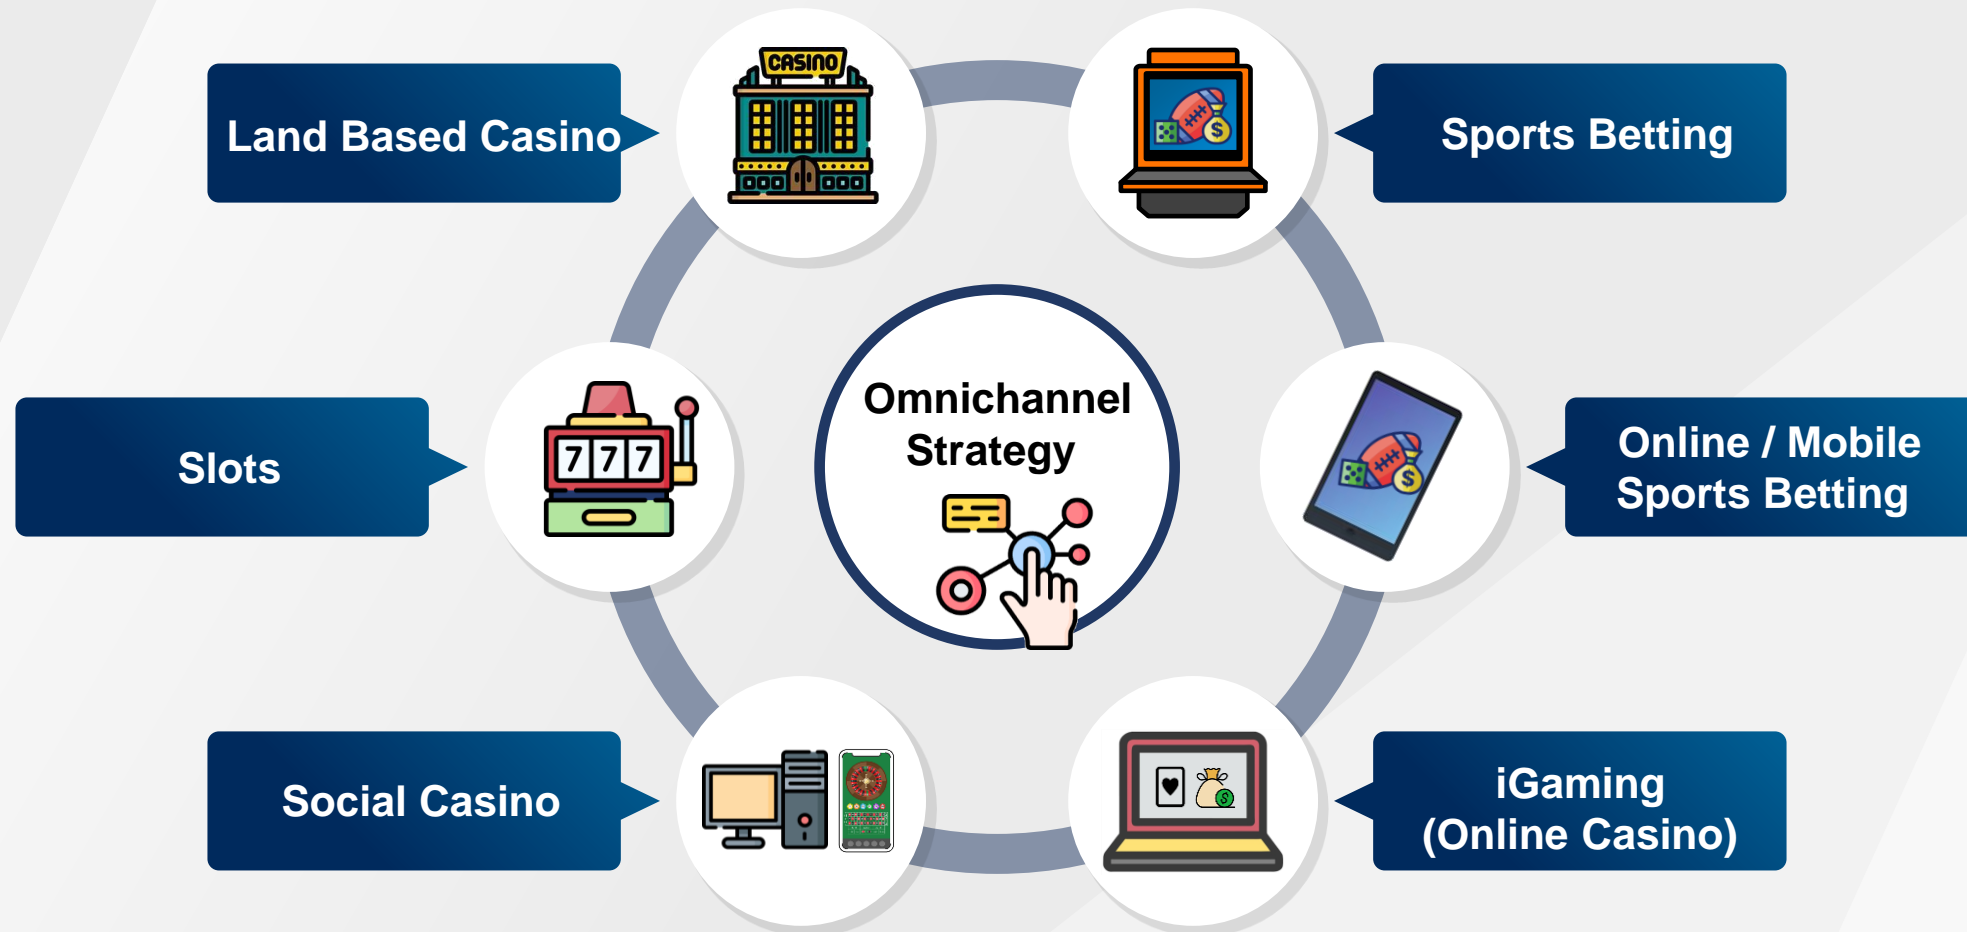 CASINO
Land Based Casino
Sports Betting
Omnichannel
Strategy
Slots
777
Online / Mobile
Sports Betting
$
$
Social Casino
iGaming
(Online Casino)
$